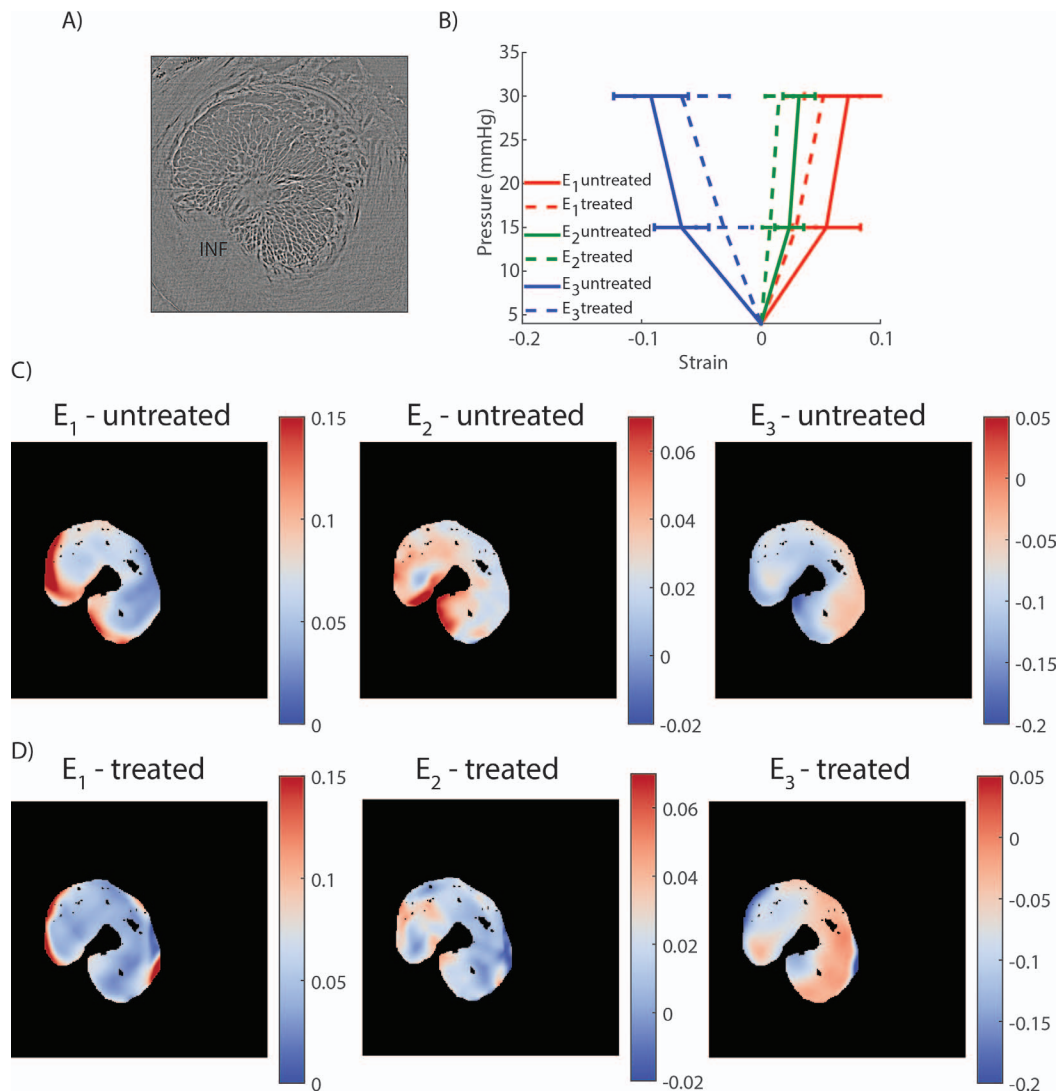 A)
INF
B)
35
30
25
20
15
10
5
Pressure (mmHg)
E1 untreated
E1 treated
E2 untreated
E2 treated
E3 untreated
E3 treated
-0.2
-0.1
0
0.1
Strain
C)
E1 - untreated
0.15
0.1
0.05
0
E2 - untreated
0.06
0.04
0.02
0
-0.02
E3 - untreated
0.05
0
-0.05
-0.1
-0.15
-0.2
D)
E1 - treated
0.15
0.1
0.05
0
E2 - treated
0.06
0.04
0.02
0
-0.02
E3 - treated
0.05
0
-0.05
-0.1
-0.15
-0.2